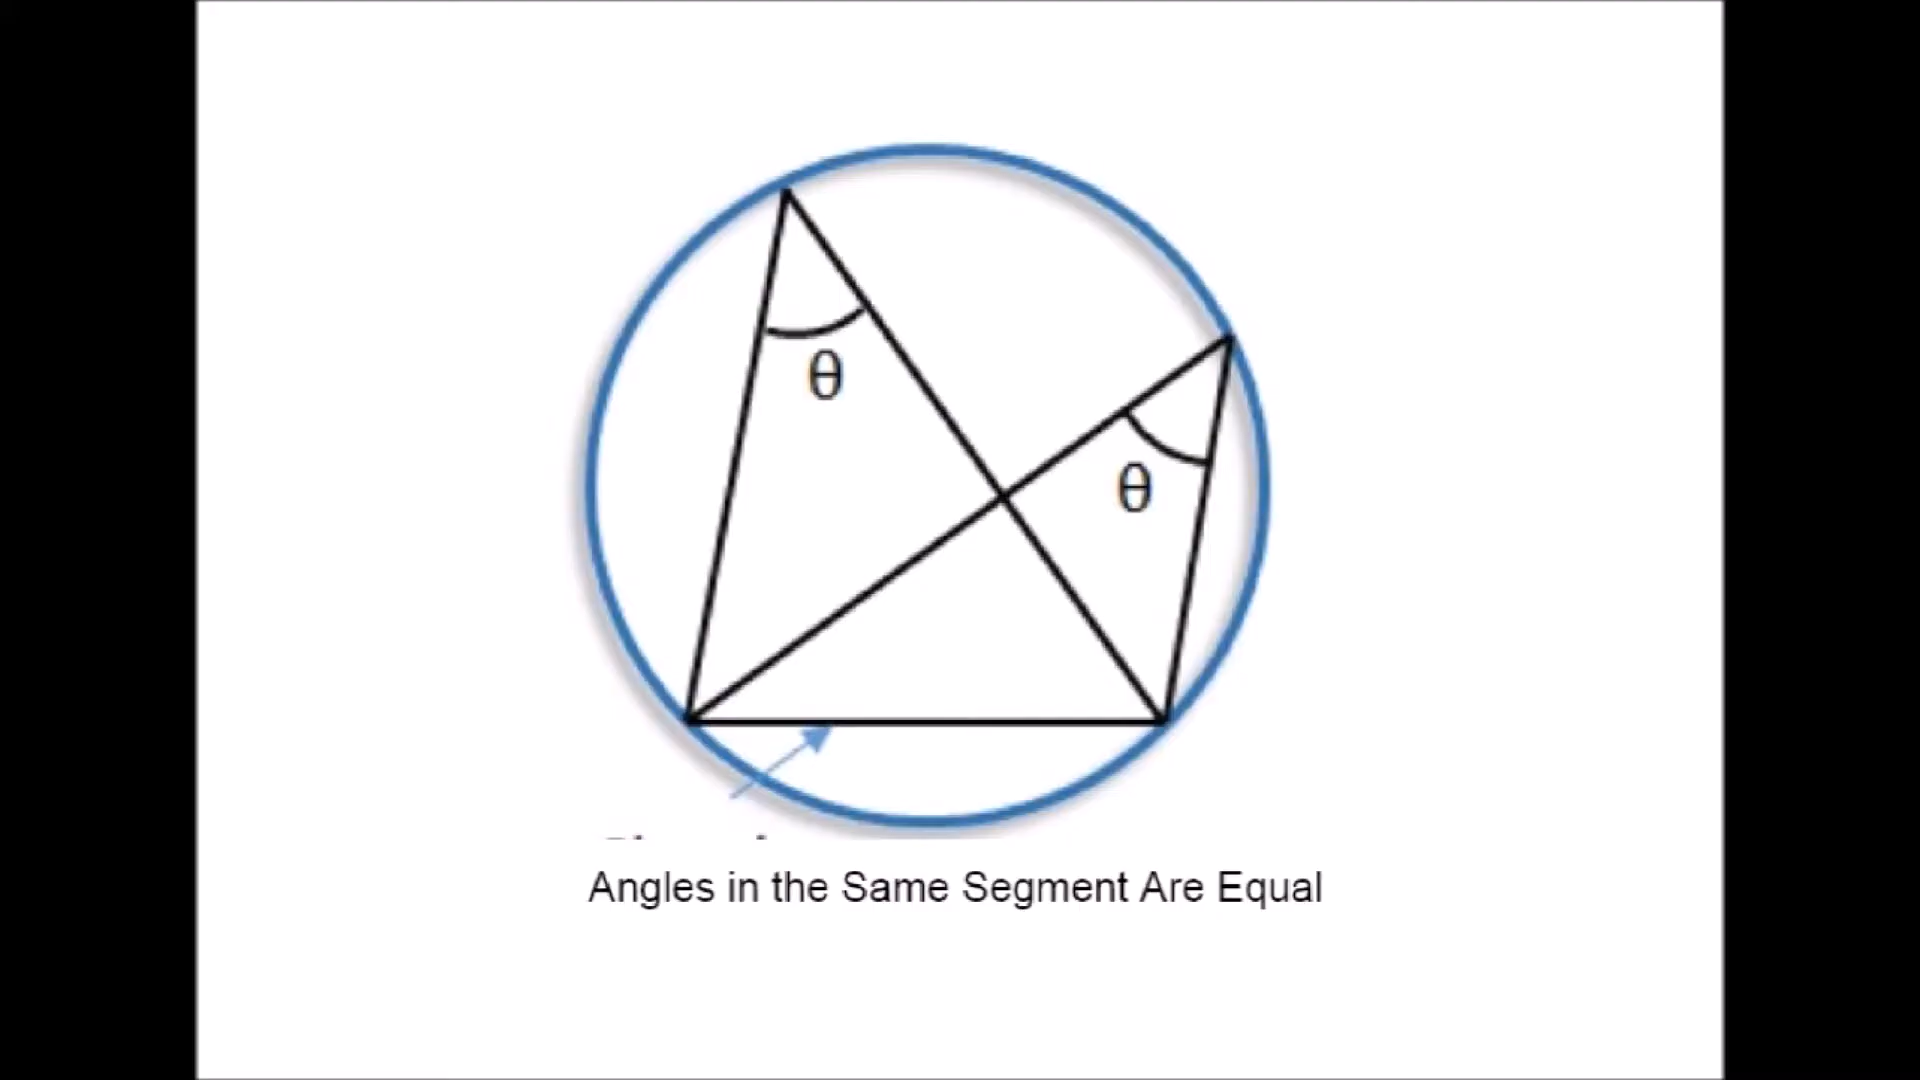 θ
θ
Angles in the Same Segment Are Equal